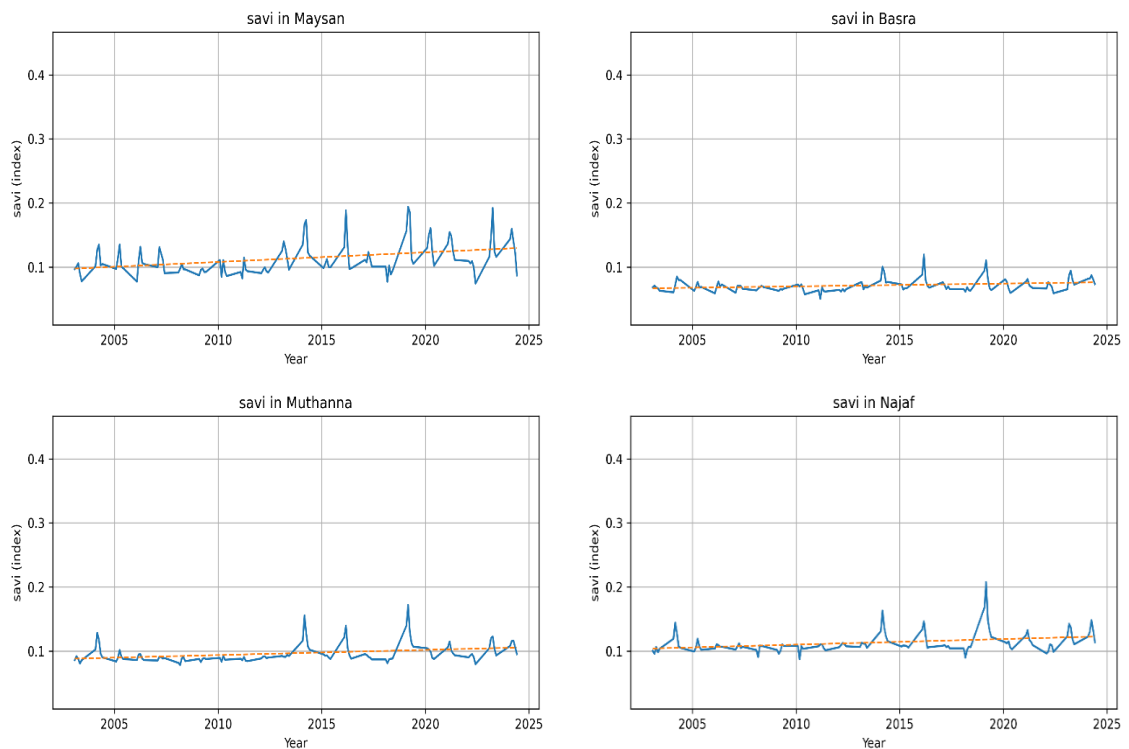 savi in Maysan
savi (index)
0.4
0.3
0.2
0.1
2005 2010 2015 2020 2025
Year
savi in Basra
savi (index)
0.4
0.3
0.2
0.1
2005 2010 2015 2020 2025
Year
savi in Muthanna
savi (index)
0.4
0.3
0.2
0.1
2005 2010 2015 2020 2025
Year
savi in Najaf
savi (index)
0.4
0.3
0.2
0.1
2005 2010 2015 2020 2025
Year